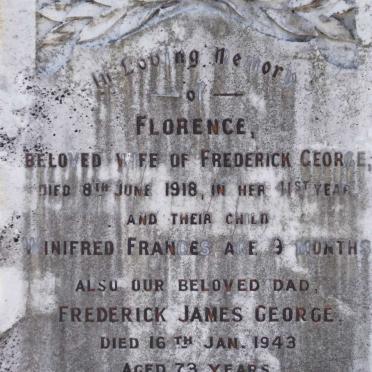 In Loving Memory
— of —
FLORENCE,
BELOVED WIFE OF FREDERICK GEORGE,
DIED 8TH JUNE 1918, IN HER 41ST YEAR
AND THEIR CHILD
WINIFRED FRANCES AGE 9 MONTHS
ALSO OUR BELOVED DAD,
FREDERICK JAMES GEORGE.
DIED 16TH JAN. 1943
AGED 73 YEARS